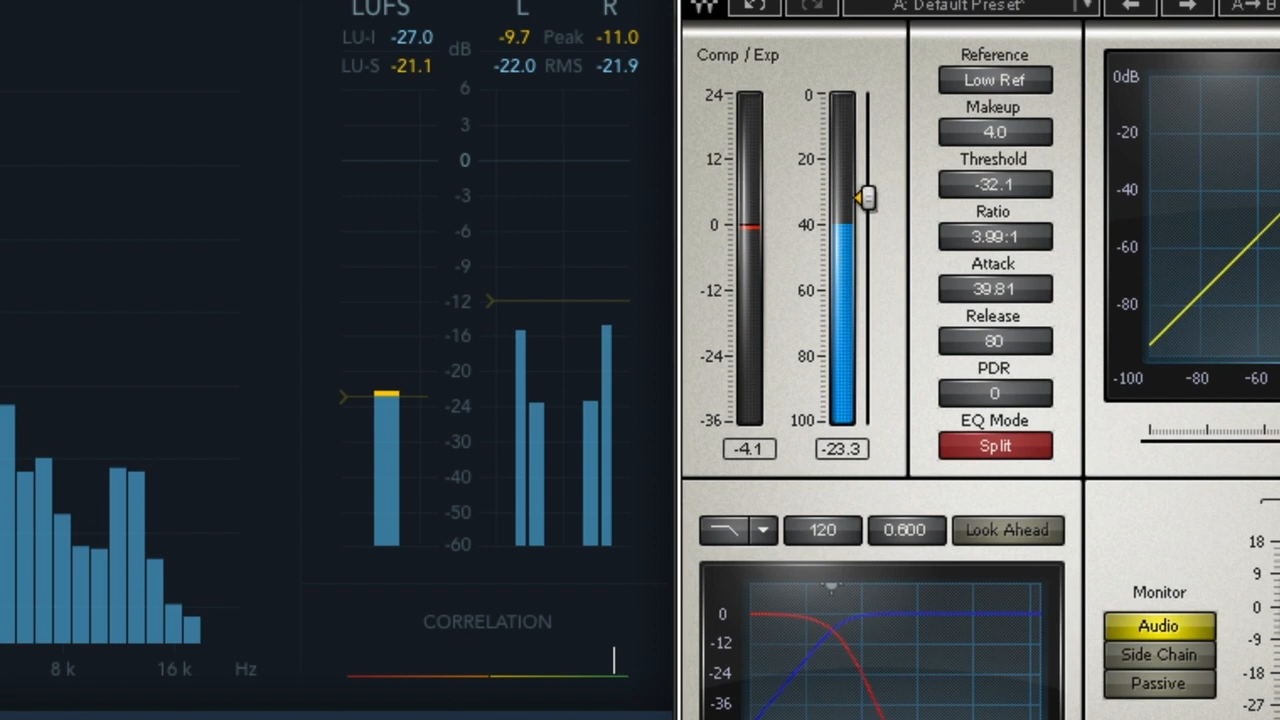 LUFS L R
LU-I -27.0 dB -9.7 Peak -11.0
LU-S -21.1 -22.0 RMS -21.9
6
3
0
-3
-6
-9
-12
-16
-20
-24
-30
-40
-50
-60
CORRELATION
8 k 16 k Hz
A: Default Preset*
A→B
Comp / Exp
24
12
0
-12
-24
-36
-4.1
0
20
40
60
80
100
-23.3
Reference
Low Ref
Makeup
4.0
Threshold
-32.1
Ratio
3.99:1
Attack
39.81
Release
80
PDR
0
EQ Mode
Split
0dB
-20
-40
-60
-80
-100 -80 -60
120 0.600 Look Ahead
0
-12
-24
-36
Monitor
Audio
Side Chain
Passive
18
9
0
-9
-18
-27